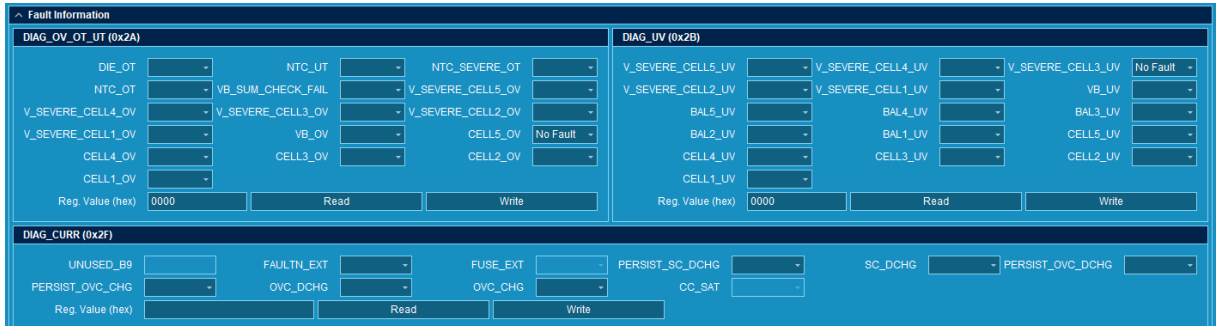 Fault Information
DIAG_OV_OT_UT (0x2A)
DIE_OT NTC_UT NTC_SEVERE_OT
NTC_OT VB_SUM_CHECK_FAIL V_SEVERE_CELL5_OV
V_SEVERE_CELL4_OV V_SEVERE_CELL3_OV V_SEVERE_CELL2_OV
V_SEVERE_CELL1_OV VB_OV CELL5_OV No Fault
CELL4_OV CELL3_OV CELL2_OV
CELL1_OV
Reg. Value (hex) 0000 Read Write
DIAG_UV (0x2B)
V_SEVERE_CELL5_UV V_SEVERE_CELL4_UV V_SEVERE_CELL3_UV No Fault
V_SEVERE_CELL2_UV V_SEVERE_CELL1_UV VB_UV
BAL5_UV BAL4_UV BAL3_UV
BAL2_UV BAL1_UV CELL5_UV
CELL4_UV CELL3_UV CELL2_UV
CELL1_UV
Reg. Value (hex) 0000 Read Write
DIAG_CURR (0x2F)
UNUSED_B9 FAULTN_EXT FUSE_EXT PERSIST_SC_DCHG SC_DCHG PERSIST_OVC_DCHG
PERSIST_OVC_CHG OVC_DCHG OVC_CHG CC_SAT
Reg. Value (hex) Read Write